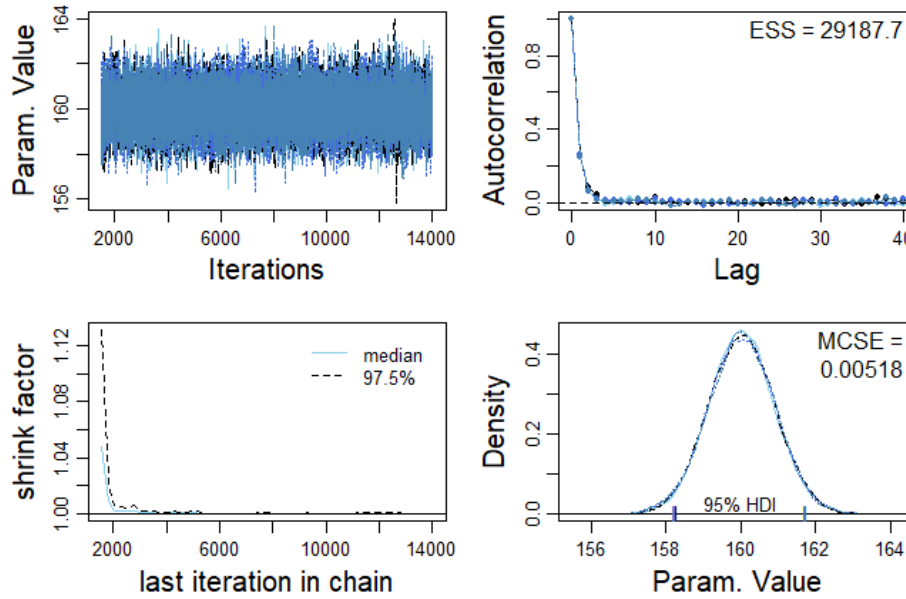 Param. Value
156
160
164
2000
6000
10000
14000
Iterations
Autocorrelation
0.0
0.4
0.8
ESS = 29187.7
0
10
20
30
40
Lag
shrink factor
1.00
1.04
1.08
1.12
median
97.5%
2000
6000
10000
14000
last iteration in chain
Density
0.0
0.2
0.4
MCSE =
0.00518
95% HDI
156
158
160
162
164
Param. Value